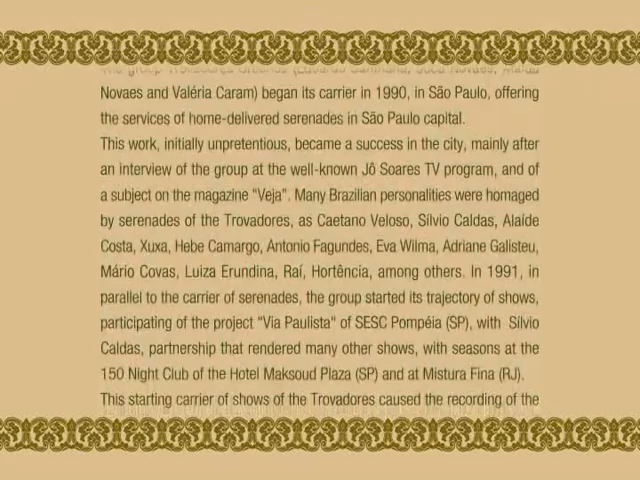 Novaes and Valéria Caram) began its carrier in 1990, in São Paulo, offering
the services of home-delivered serenades in São Paulo capital.
This work, initially unpretentious, became a success in the city, mainly after
an interview of the group at the well-known Jô Soares TV program, and of
a subject on the magazine "Veja". Many Brazilian personalities were homaged
by serenades of the Trovadores, as Caetano Veloso, Sílvio Caldas, Alaíde
Costa, Xuxa, Hebe Camargo, Antonio Fagundes, Eva Wilma, Adriane Galisteu,
Mário Covas, Luiza Erundina, Raí, Hortência, among others. In 1991, in
parallel to the carrier of serenades, the group started its trajectory of shows,
participating of the project "Via Paulista" of SESC Pompéia (SP), with Sílvio
Caldas, partnership that rendered many other shows, with seasons at the
150 Night Club of the Hotel Maksoud Plaza (SP) and at Mistura Fina (RJ).
This starting carrier of shows of the Trovadores caused the recording of the